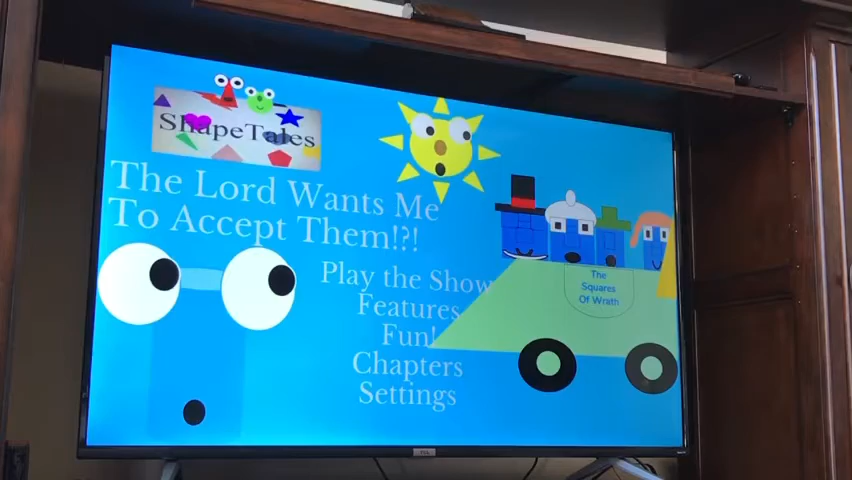 ShapeTales
The Lord Wants Me
To Accept Them!?!
Play the Show
Features
Fun!
Chapters
Settings
The
Squares
Of Wrath